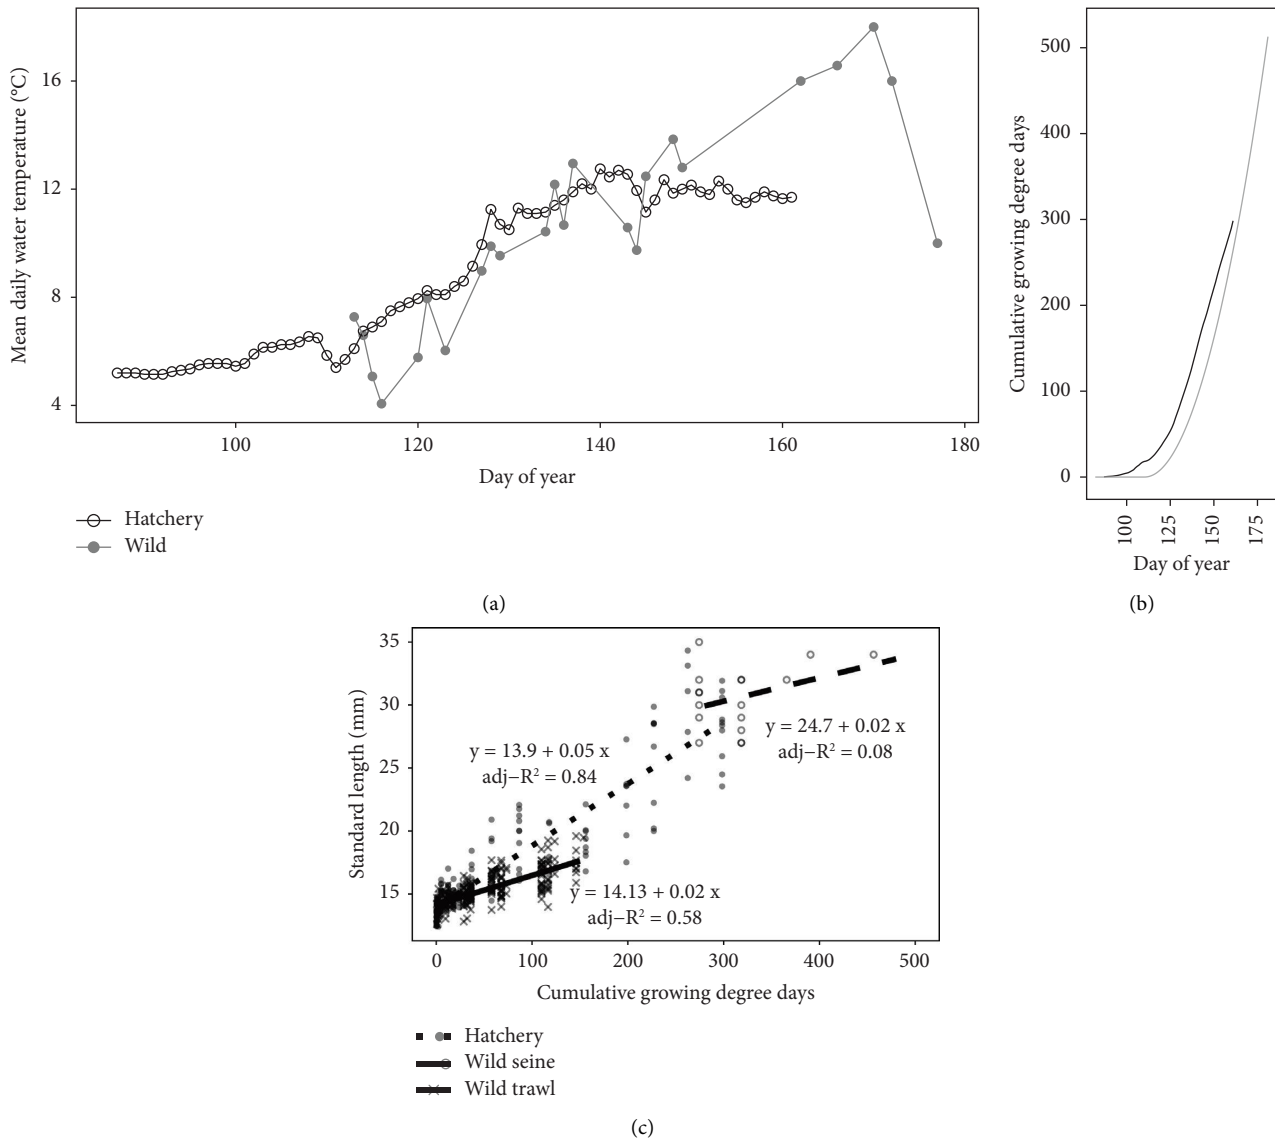 Mean daily water temperature (°C)
16
12
8
4
100
120
140
160
180
Day of year
Hatchery
Wild
(a)
Cumulative growing degree days
500
400
300
200
100
0
100
125
150
175
Day of year
(b)
Standard length (mm)
35
30
25
20
15
y = 13.9 + 0.05 x
adj−R² = 0.84
y = 24.7 + 0.02 x
adj−R² = 0.08
y = 14.13 + 0.02 x
adj−R² = 0.58
0
100
200
300
400
500
Cumulative growing degree days
Hatchery
Wild seine
Wild trawl
(c)